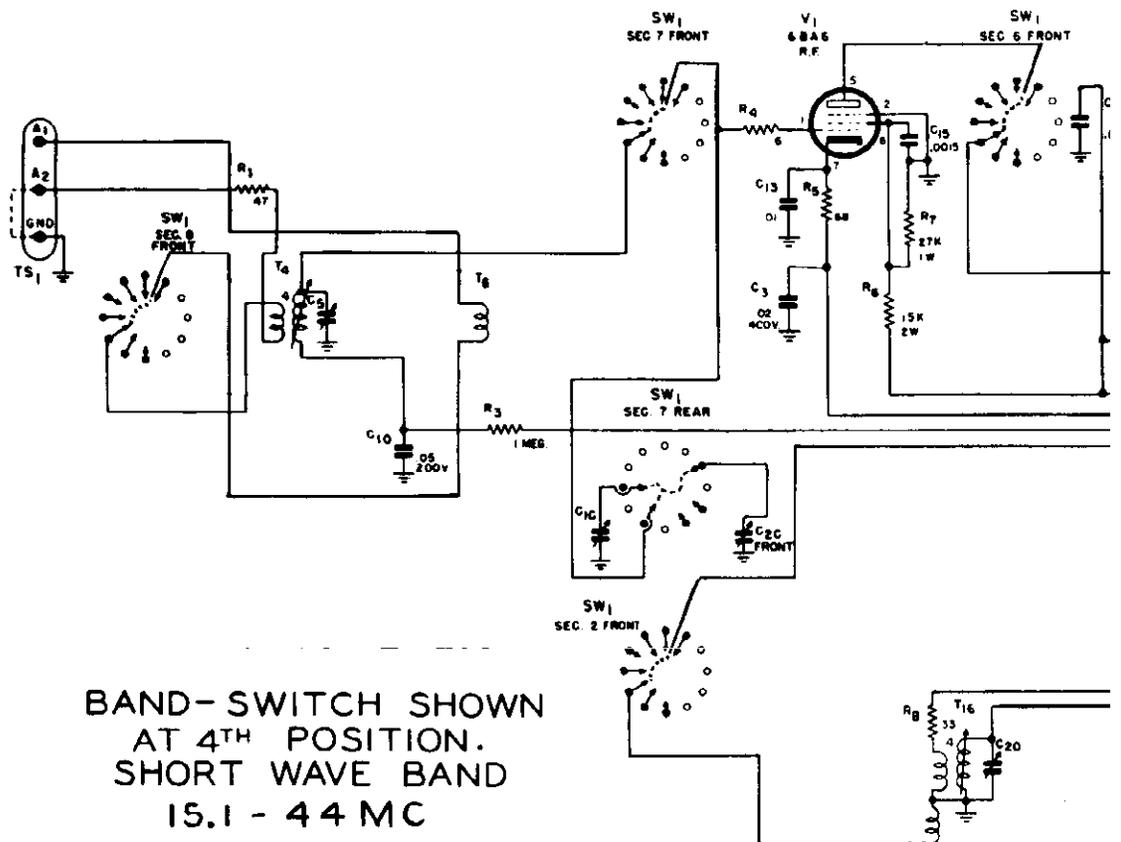 SW1
SEC 7 FRONT
V1
6BA6
R.F.
SW1
SEC 6 FRONT
5
R4
1
2
6
6
7
C15
.0015
A1
A2
GND
TS1
R1
47
SW1
SEC. 8
FRONT
C13
.01
R5
68
R7
27K
1W
T4
4
C5
T6
C3
.02
400V.
R6
15K
2W
SW1
SEC. 7 REAR
R3
1 MEG.
C10
.05
200V
C1C
C2C
FRONT
SW1
SEC. 2 FRONT
BAND-SWITCH SHOWN
AT 4TH POSITION.
SHORT WAVE BAND
15.1 - 44 MC
R8
33
T16
4
C20